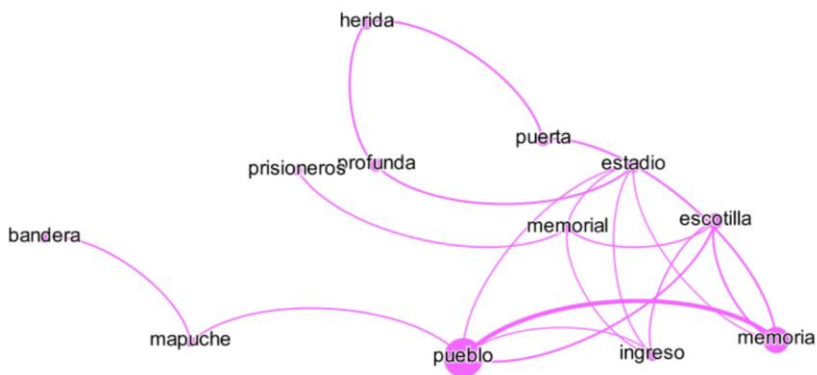 herida
puerta
prisioneros
profunda
estadio
memorial
escotilla
bandera
mapuche
pueblo
ingreso
memoria